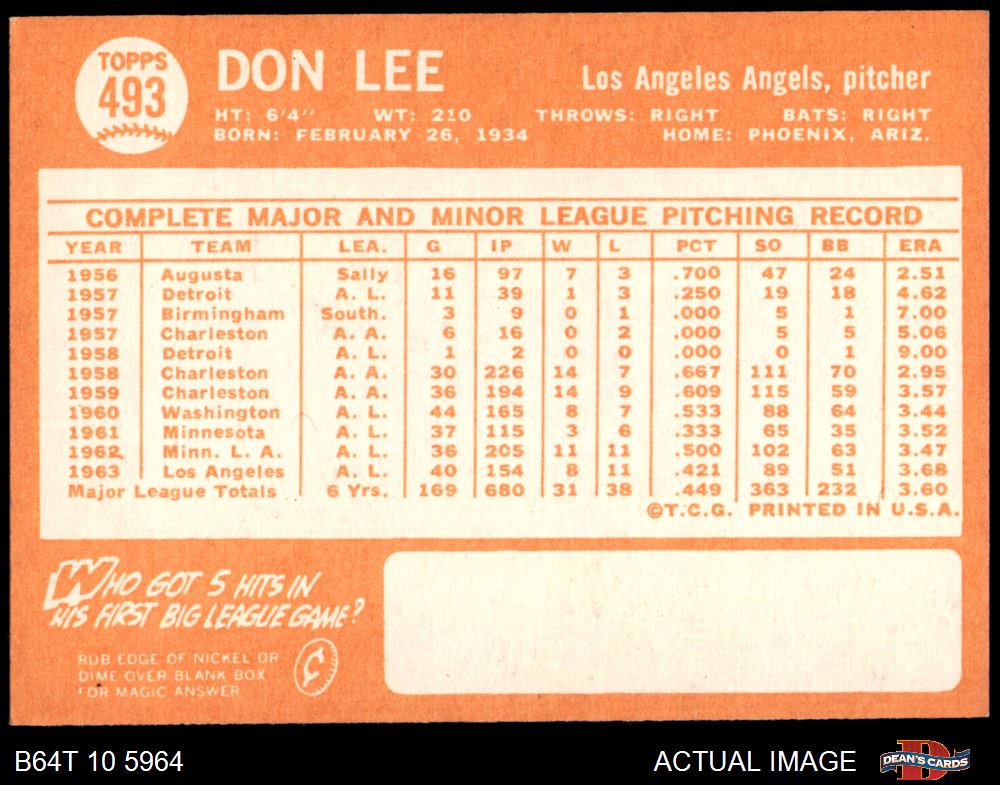 TOPPS
493
DON LEE
Los Angeles Angels, pitcher
HT: 6'4" WT: 210 THROWS: RIGHT BATS: RIGHT
BORN: FEBRUARY 26, 1934 HOME: PHOENIX, ARIZ.
COMPLETE MAJOR AND MINOR LEAGUE PITCHING RECORD
YEAR TEAM LEA. G IP W L PCT SO BB ERA
1956 Augusta Sally 16 97 7 3 .700 47 24 2.51
1957 Detroit A. L. 11 39 1 3 .250 19 18 4.62
1957 Birmingham South. 3 9 0 1 .000 5 1 7.00
1957 Charleston A. A. 6 16 0 2 .000 5 5 5.06
1958 Detroit A. L. 1 2 0 0 .000 0 1 9.00
1958 Charleston A. A. 30 226 14 7 .667 111 70 2.95
1959 Charleston A. A. 36 194 14 9 .609 115 59 3.57
1960 Washington A. L. 44 165 8 7 .533 88 64 3.44
1961 Minnesota A. L. 37 115 3 6 .333 65 35 3.52
1962 Minn. L. A. A. L. 36 205 11 11 .500 102 63 3.47
1963 Los Angeles A. L. 40 154 8 11 .421 89 51 3.68
Major League Totals 6 Yrs. 169 680 31 38 .449 363 232 3.60
©T.C.G. PRINTED IN U.S.A.
WHO GOT 5 HITS IN
HIS FIRST BIG LEAGUE GAME?
RUB EDGE OF NICKEL OR
DIME OVER BLANK BOX
FOR MAGIC ANSWER
B64T 10 5964
ACTUAL IMAGE
DEAN'S CARDS